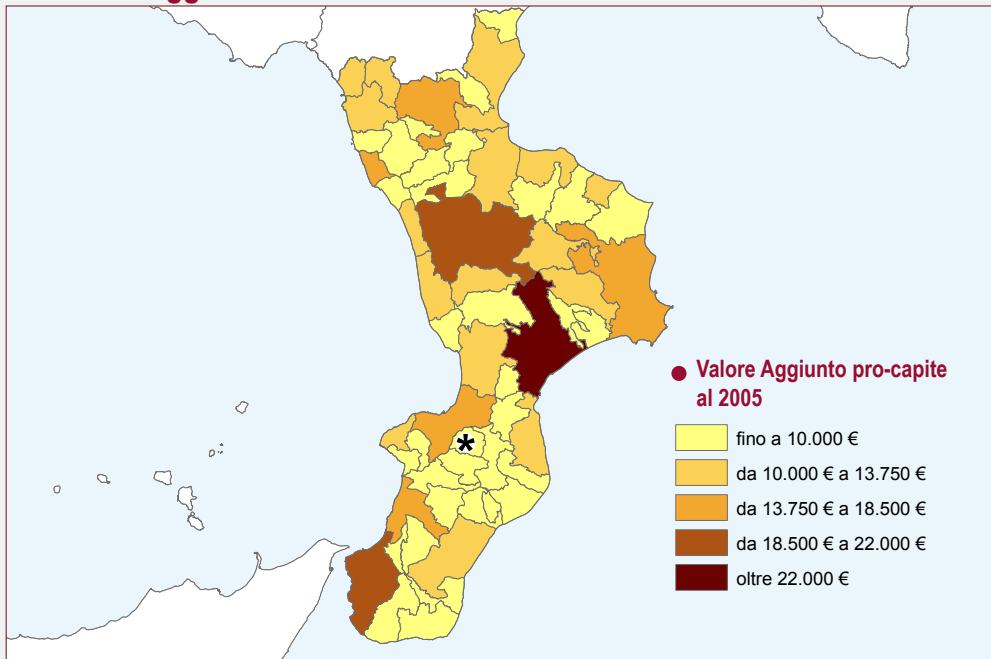 Valore Aggiunto pro-capite
al 2005
fino a 10.000 €
da 10.000 € a 13.750 €
da 13.750 € a 18.500 €
da 18.500 € a 22.000 €
oltre 22.000 €
*